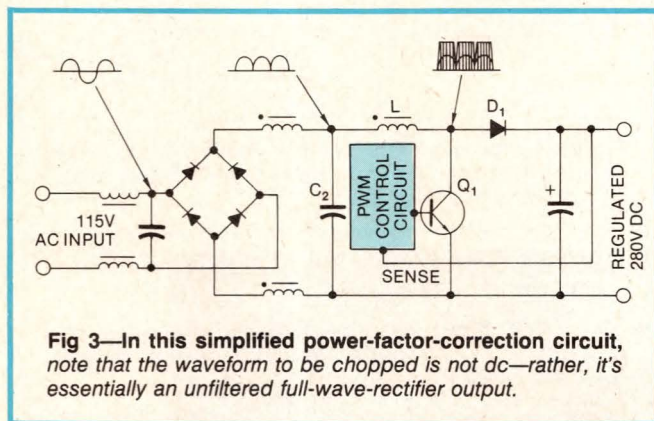 L
D₁
C₂
PWM
CONTROL
CIRCUIT
Q₁
115V
AC INPUT
+
SENSE
REGULATED
280V DC
Fig 3—In this simplified power-factor-correction circuit,
note that the waveform to be chopped is not dc—rather, it's
essentially an unfiltered full-wave-rectifier output.